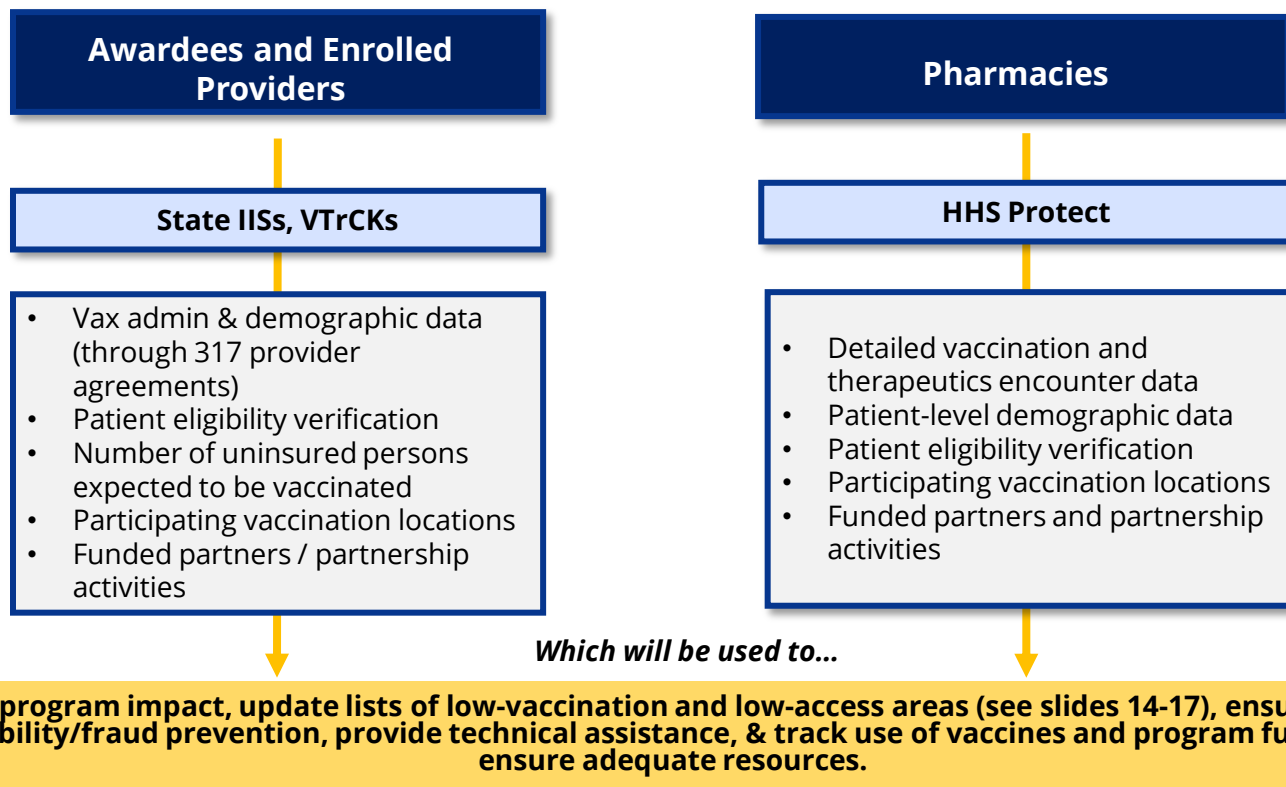 Awardees and Enrolled
Providers
State IISs, VTrCKs
• Vax admin & demographic data
(through 317 provider
agreements)
• Patient eligibility verification
• Number of uninsured persons
expected to be vaccinated
• Participating vaccination locations
• Funded partners / partnership
activities
Pharmacies
HHS Protect
• Detailed vaccination and
therapeutics encounter data
• Patient-level demographic data
• Patient eligibility verification
• Participating vaccination locations
• Funded partners and partnership
activities
Which will be used to...
program impact, update lists of low-vaccination and low-access areas (see slides 14-17),
bility/fraud prevention, provide technical assistance, & track use of vaccines and program
ensure adequate resources.